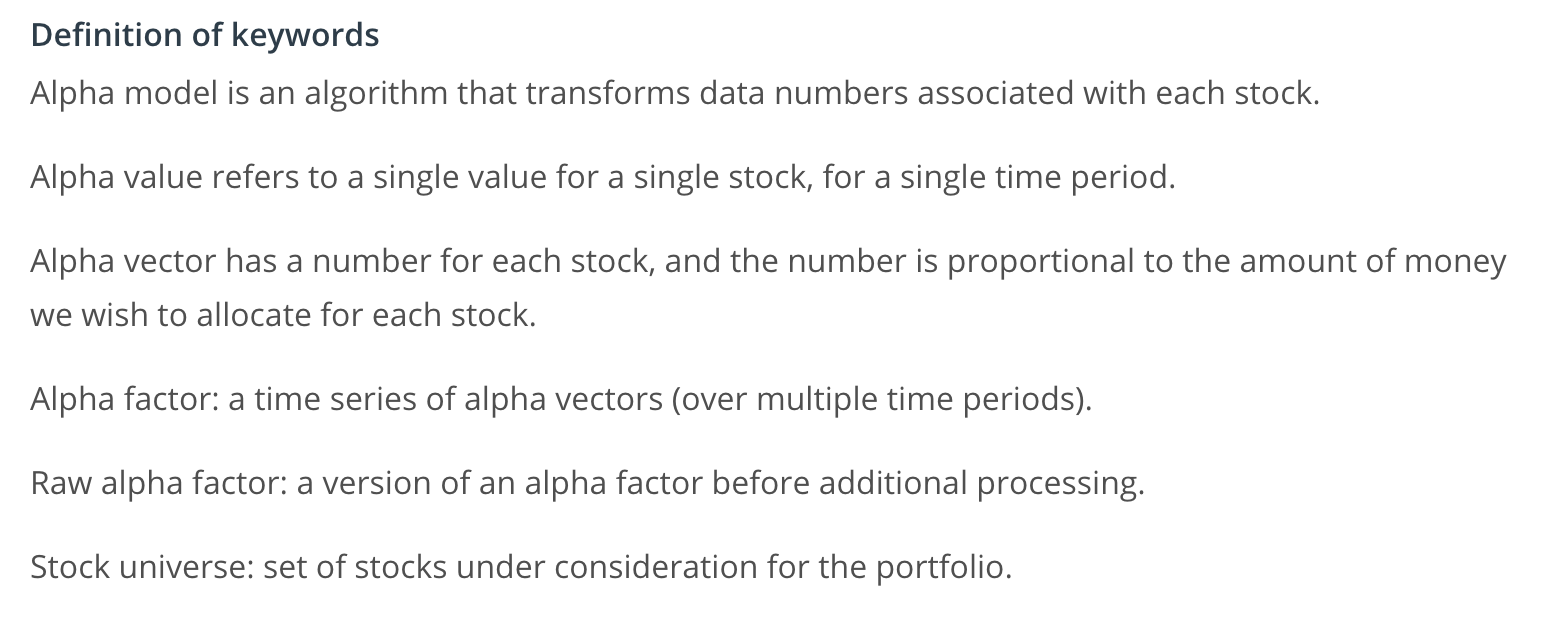 Definition of keywords
Alpha model is an algorithm that transforms data numbers associated with each stock.
Alpha value refers to a single value for a single stock, for a single time period.
Alpha vector has a number for each stock, and the number is proportional to the amount of money
we wish to allocate for each stock.
Alpha factor: a time series of alpha vectors (over multiple time periods).
Raw alpha factor: a version of an alpha factor before additional processing.
Stock universe: set of stocks under consideration for the portfolio.